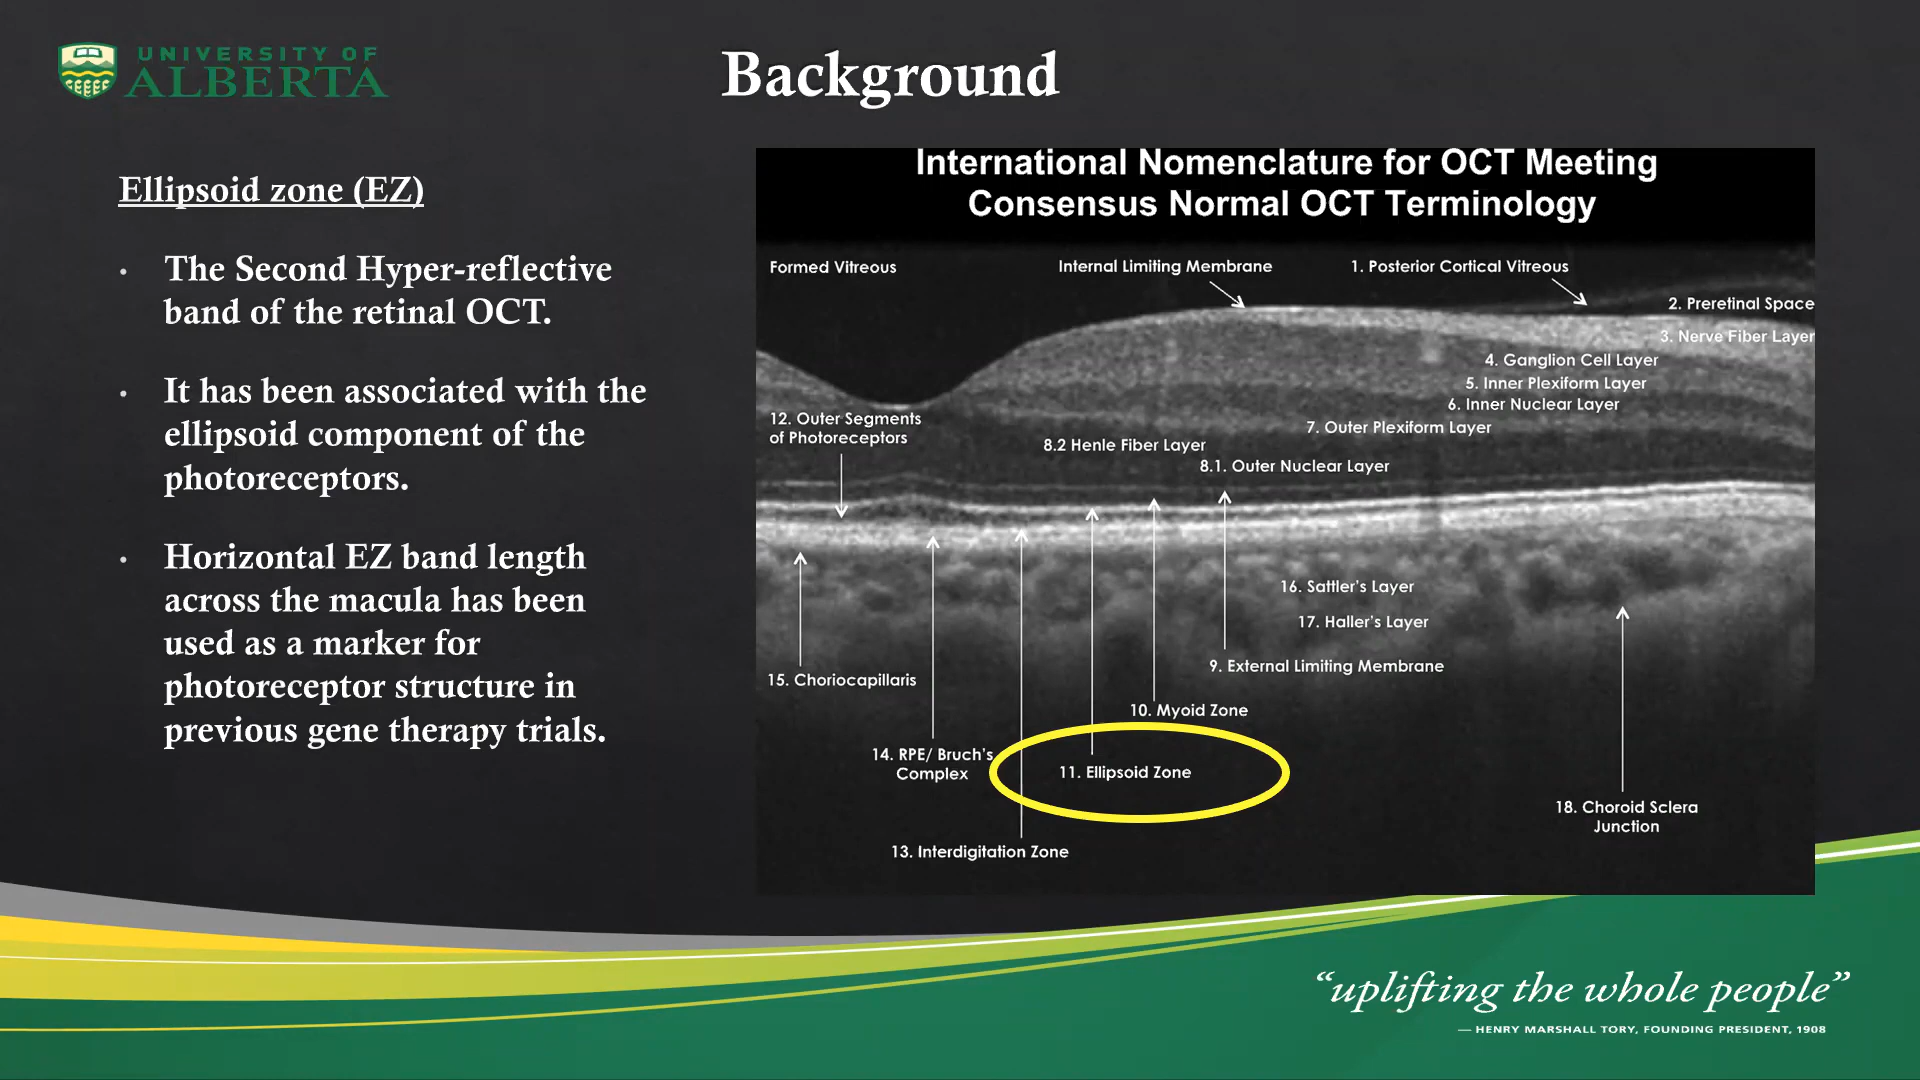 UNIVERSITY OF
ALBERTA
Background
Ellipsoid zone (EZ)
• The Second Hyper-reflective
band of the retinal OCT.
• It has been associated with the
ellipsoid component of the
photoreceptors.
• Horizontal EZ band length
across the macula has been
used as a marker for
photoreceptor structure in
previous gene therapy trials.
International Nomenclature for OCT Meeting
Consensus Normal OCT Terminology
Formed Vitreous
Internal Limiting Membrane
1. Posterior Cortical Vitreous
2. Preretinal Space
3. Nerve Fiber Layer
4. Ganglion Cell Layer
5. Inner Plexiform Layer
6. Inner Nuclear Layer
7. Outer Plexiform Layer
12. Outer Segments
of Photoreceptors
8.2 Henle Fiber Layer
8.1. Outer Nuclear Layer
16. Sattler's Layer
17. Haller's Layer
9. External Limiting Membrane
15. Choriocapillaris
10. Myoid Zone
14. RPE/ Bruch's
Complex
11. Ellipsoid Zone
18. Choroid Sclera
Junction
13. Interdigitation Zone
“uplifting the whole people”
— HENRY MARSHALL TORY, FOUNDING PRESIDENT, 1908